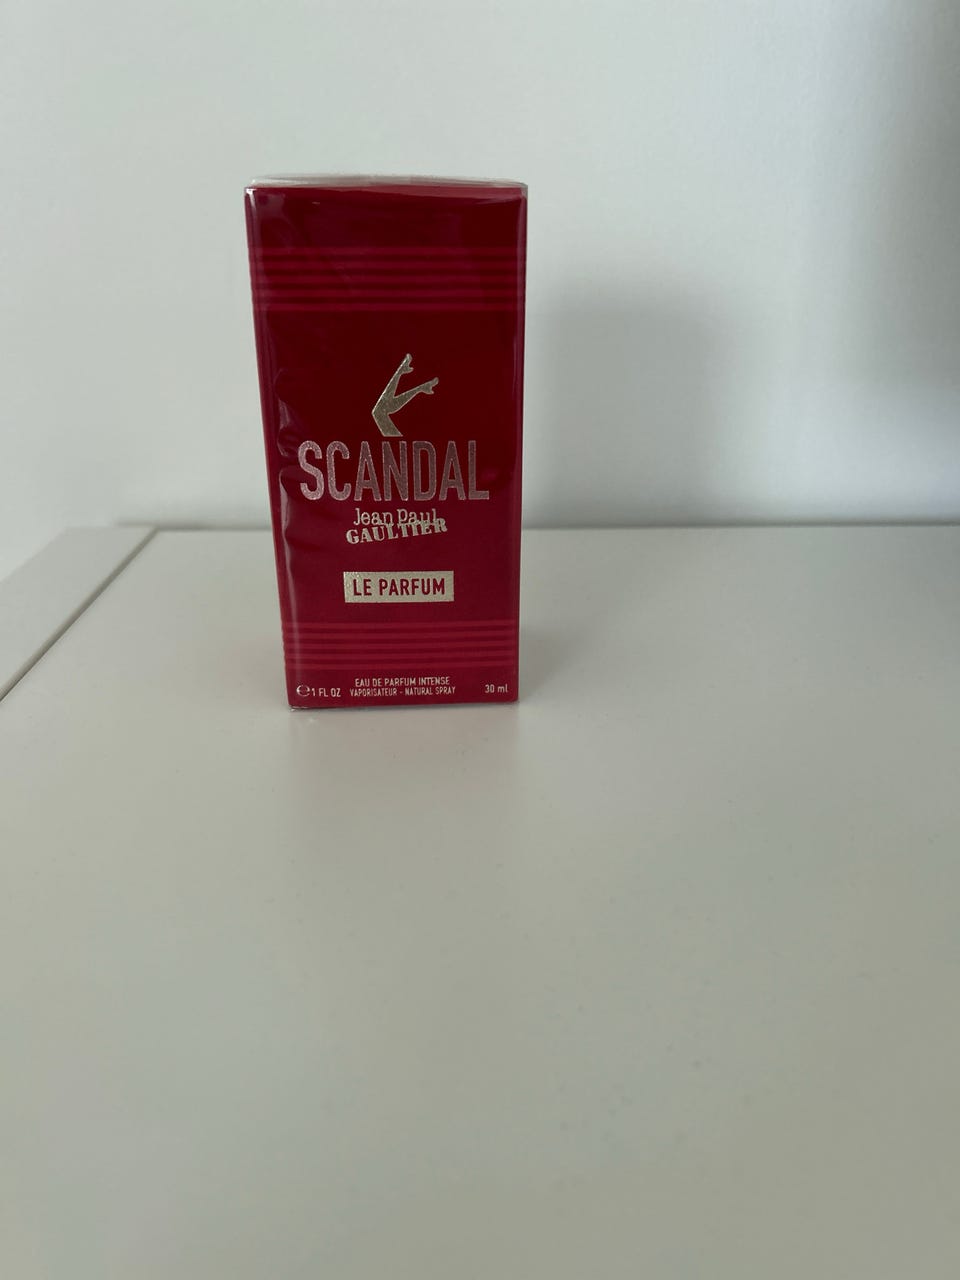 SCANDAL
Jean Paul
GAULTIER
LE PARFUM
EAU DE PARFUM INTENSE
℮1 FL OZ VAPORISATEUR - NATURAL SPRAY 30 ml